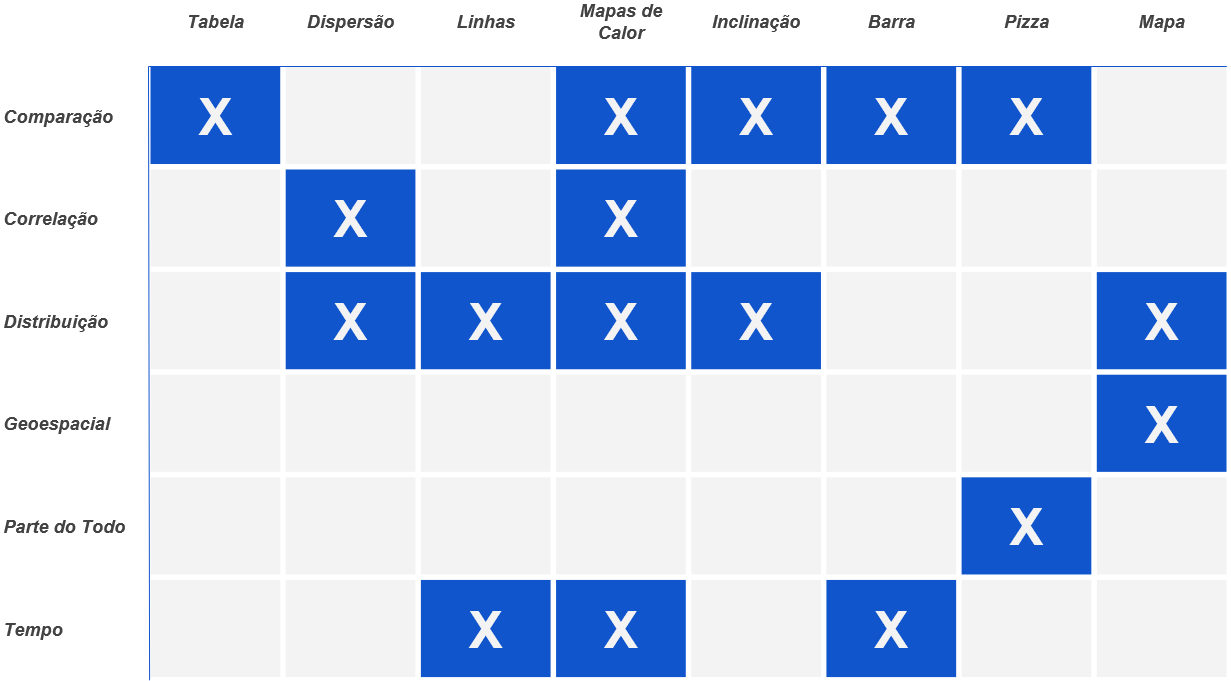 Tabela Dispersão Linhas Mapas de Calor Inclinação Barra Pizza Mapa
Comparação X X X X X
Correlação X X
Distribuição X X X X X
Geoespacial X
Parte do Todo X
Tempo X X X